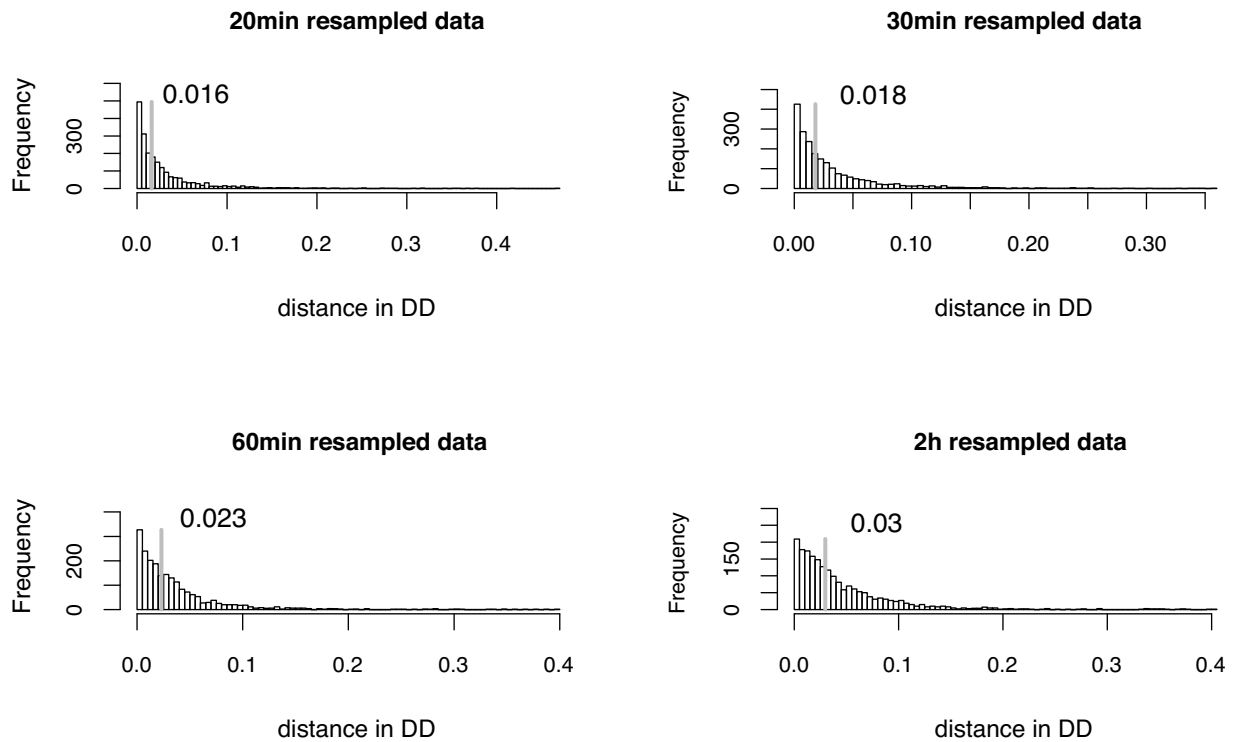 20min resampled data
Frequency
0 300
0.016
0.0 0.1 0.2 0.3 0.4
distance in DD
30min resampled data
Frequency
0 300
0.018
0.00 0.10 0.20 0.30
distance in DD
60min resampled data
Frequency
0 200
0.023
0.0 0.1 0.2 0.3 0.4
distance in DD
2h resampled data
Frequency
0 150
0.03
0.0 0.1 0.2 0.3 0.4
distance in DD